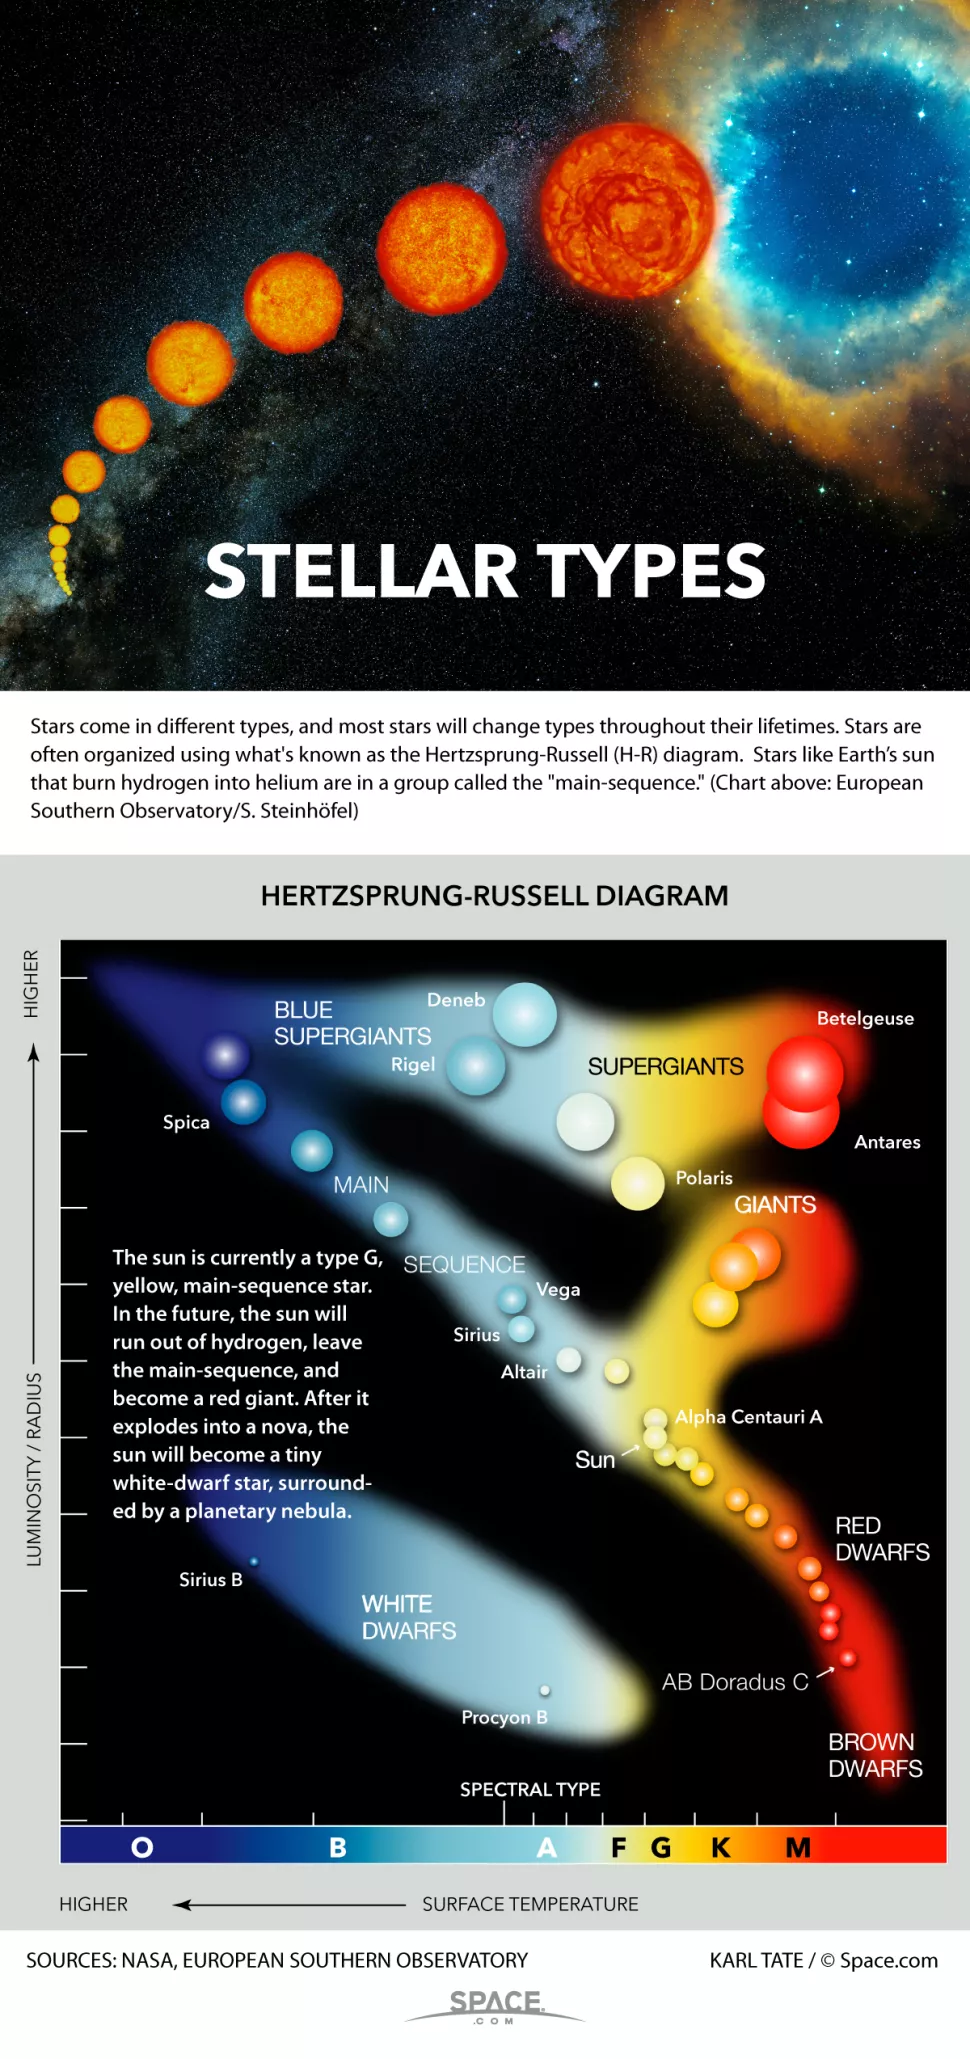 STELLAR TYPES
Stars come in different types, and most stars will change types throughout their lifetimes. Stars are
often organized using what's known as the Hertzsprung-Russell (H-R) diagram.  Stars like Earth’s sun
that burn hydrogen into helium are in a group called the "main-sequence." (Chart above: European
Southern Observatory/S. Steinhöfel)
HERTZSPRUNG-RUSSELL DIAGRAM
HIGHER
LUMINOSITY / RADIUS
BLUE
SUPERGIANTS
Deneb
Rigel
SUPERGIANTS
Betelgeuse
Antares
Spica
Polaris
GIANTS
MAIN
SEQUENCE
The sun is currently a type G,
yellow, main-sequence star.
In the future, the sun will
run out of hydrogen, leave
the main-sequence, and
become a red giant. After it
explodes into a nova, the
sun will become a tiny
white-dwarf star, surround-
ed by a planetary nebula.
Vega
Sirius
Altair
Alpha Centauri A
Sun
RED
DWARFS
Sirius B
WHITE
DWARFS
AB Doradus C
Procyon B
BROWN
DWARFS
SPECTRAL TYPE
O B A F G K M
HIGHER SURFACE TEMPERATURE
SOURCES: NASA, EUROPEAN SOUTHERN OBSERVATORY KARL TATE / © Space.com
SPACE
.COM